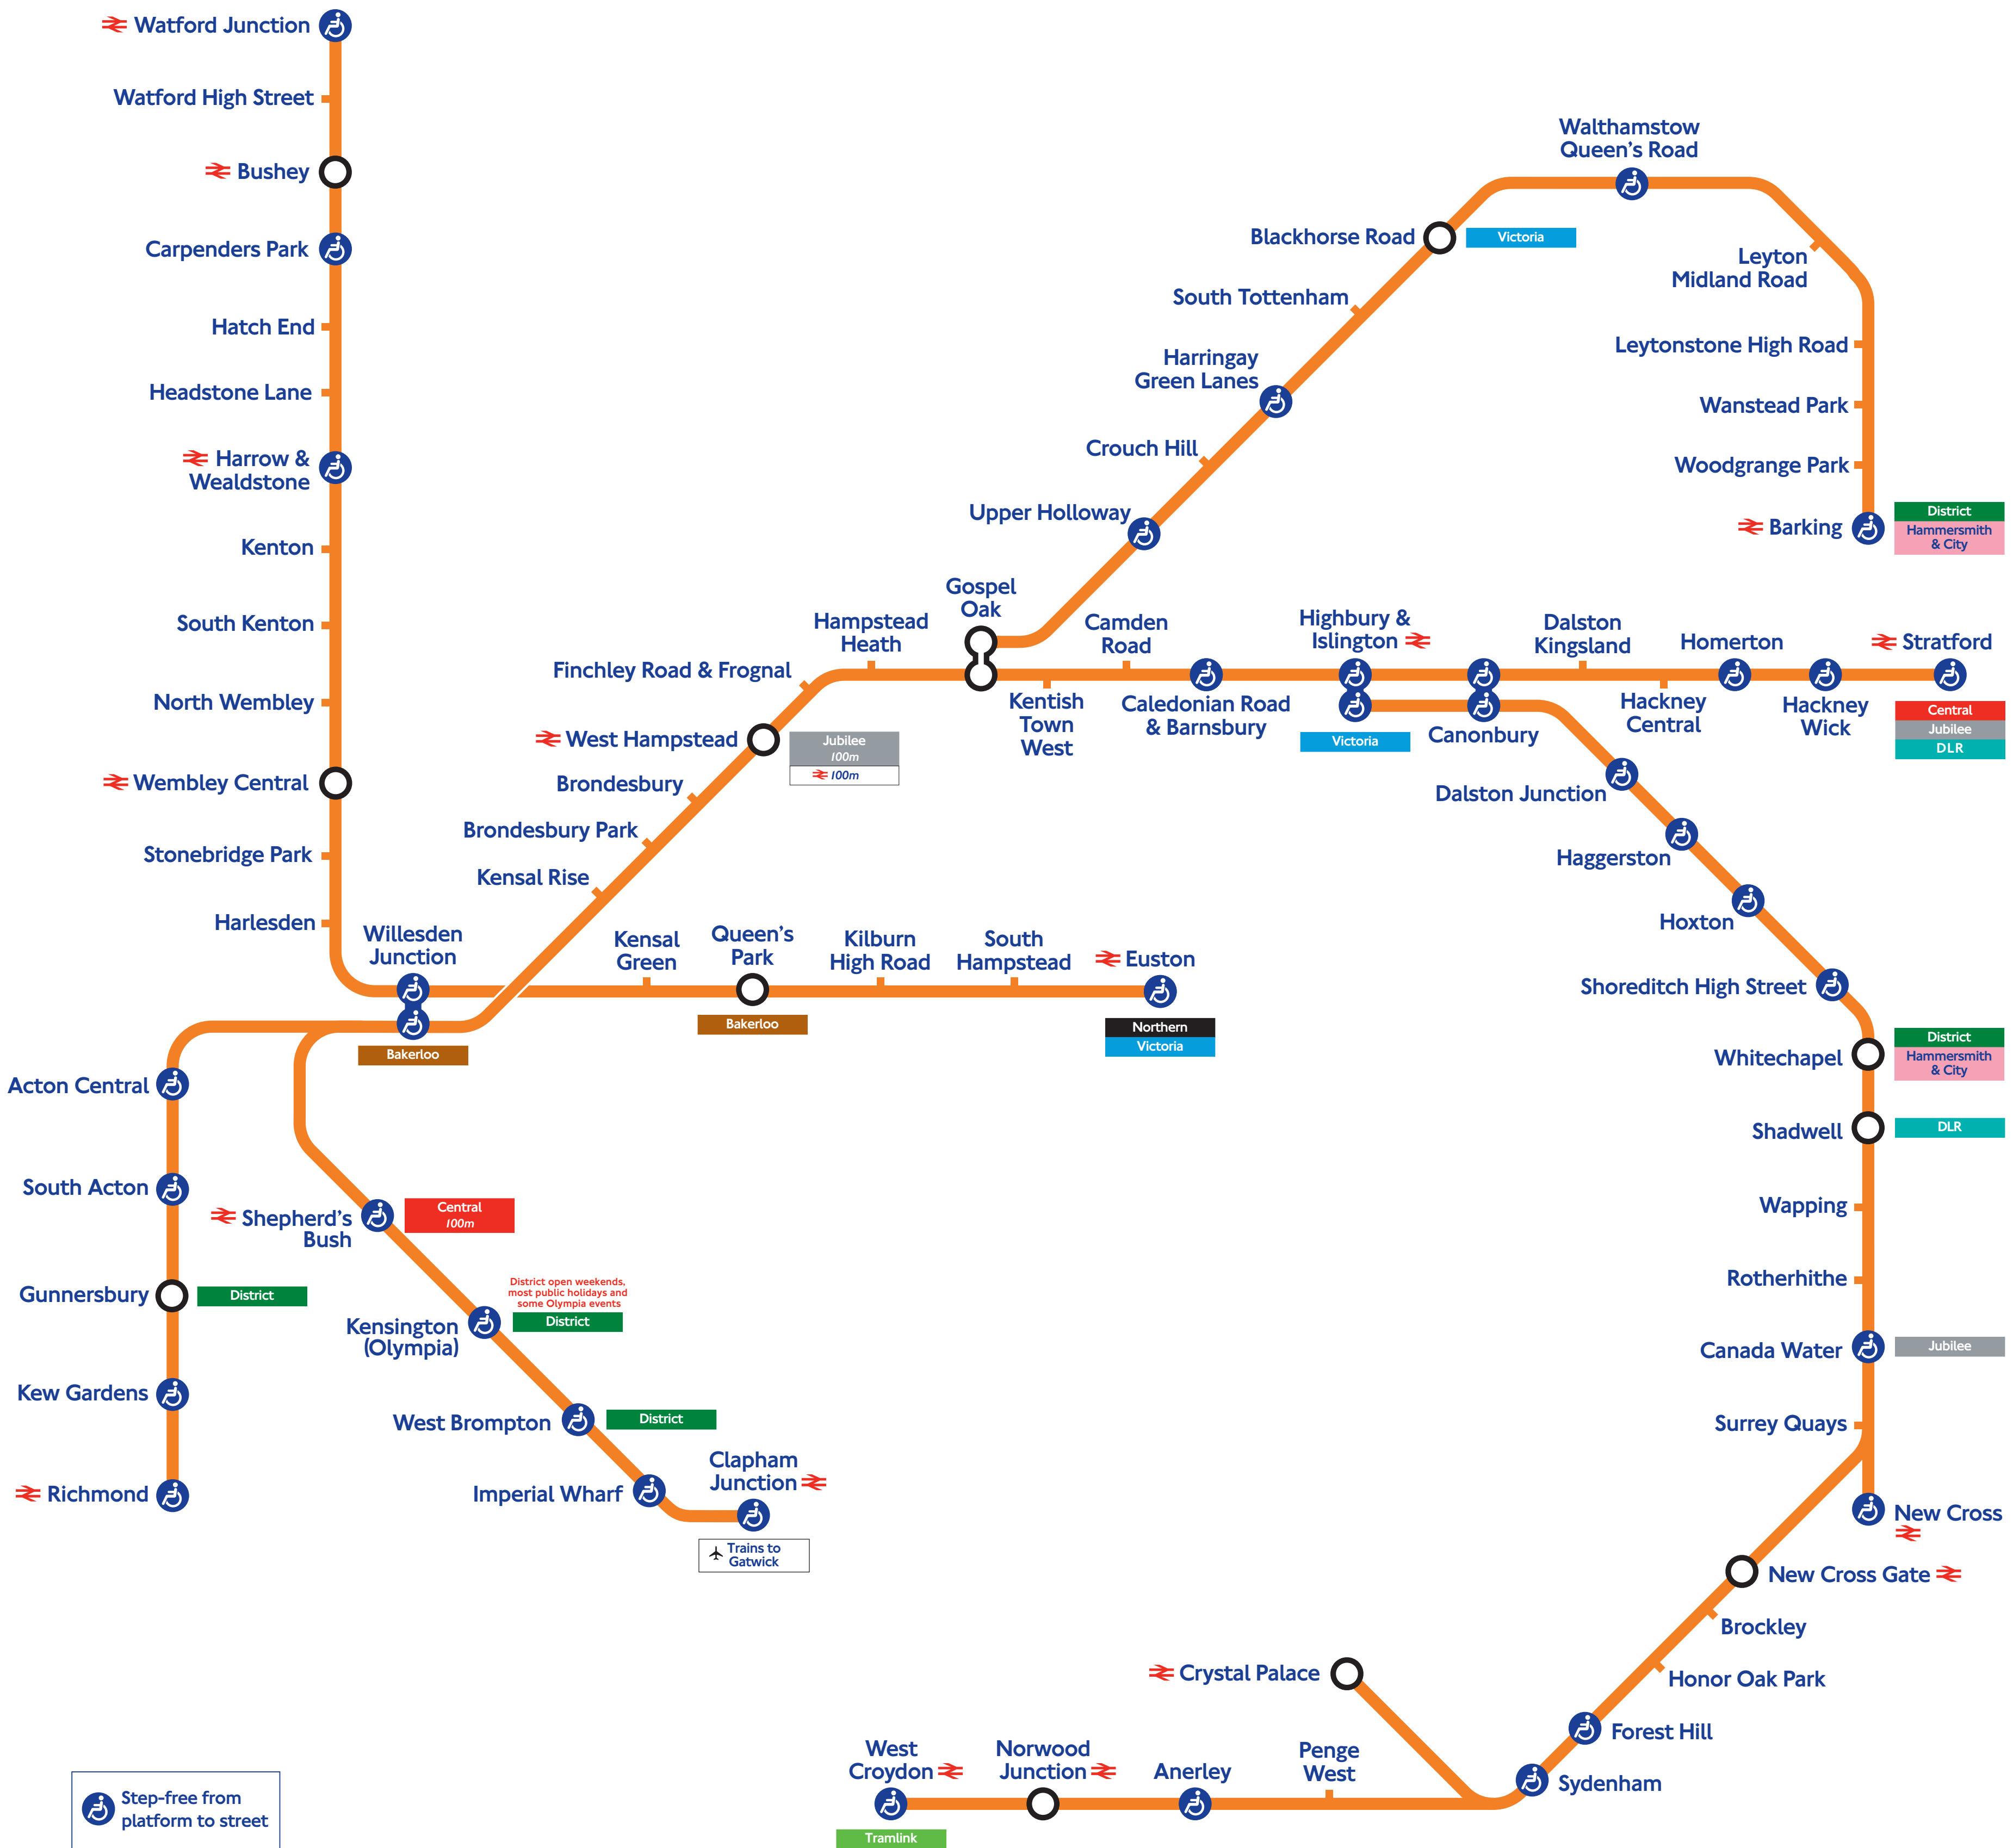 Watford Junction
Watford High Street
Bushey
Carpenders Park
Hatch End
Headstone Lane
Harrow &
Wealdstone
Kenton
South Kenton
North Wembley
Wembley Central
Stonebridge Park
Harlesden
Willesden
Junction
Bakerloo
Kensal
Green
Queen's
Park
Bakerloo
Kilburn
High Road
South
Hampstead
Euston
Northern
Victoria
Acton Central
South Acton
Gunnersbury
District
Kew Gardens
Richmond
Shepherd's
Bush
Central
100m
District open weekends,
most public holidays and
some Olympia events
District
Kensington
(Olympia)
West Brompton
District
Imperial Wharf
Clapham
Junction
Trains to
Gatwick
Kensal Rise
Brondesbury Park
Brondesbury
West Hampstead
Jubilee
100m
100m
Finchley Road & Frognal
Hampstead
Heath
Gospel
Oak
Upper Holloway
Crouch Hill
Harringay
Green Lanes
South Tottenham
Blackhorse Road
Victoria
Walthamstow
Queen's Road
Leyton
Midland Road
Leytonstone High Road
Wanstead Park
Woodgrange Park
Barking
District
Hammersmith
& City
Kentish
Town
West
Camden
Road
Caledonian Road
& Barnsbury
Highbury &
Islington
Victoria
Canonbury
Dalston
Kingsland
Hackney
Central
Homerton
Hackney
Wick
Stratford
Central
Jubilee
DLR
Dalston Junction
Haggerston
Hoxton
Shoreditch High Street
Whitechapel
District
Hammersmith
& City
Shadwell
DLR
Wapping
Rotherhithe
Canada Water
Jubilee
Surrey Quays
New Cross
New Cross Gate
Brockley
Honor Oak Park
Forest Hill
Sydenham
Crystal Palace
Penge
West
Anerley
Norwood
Junction
West
Croydon
Tramlink
Step-free from
platform to street